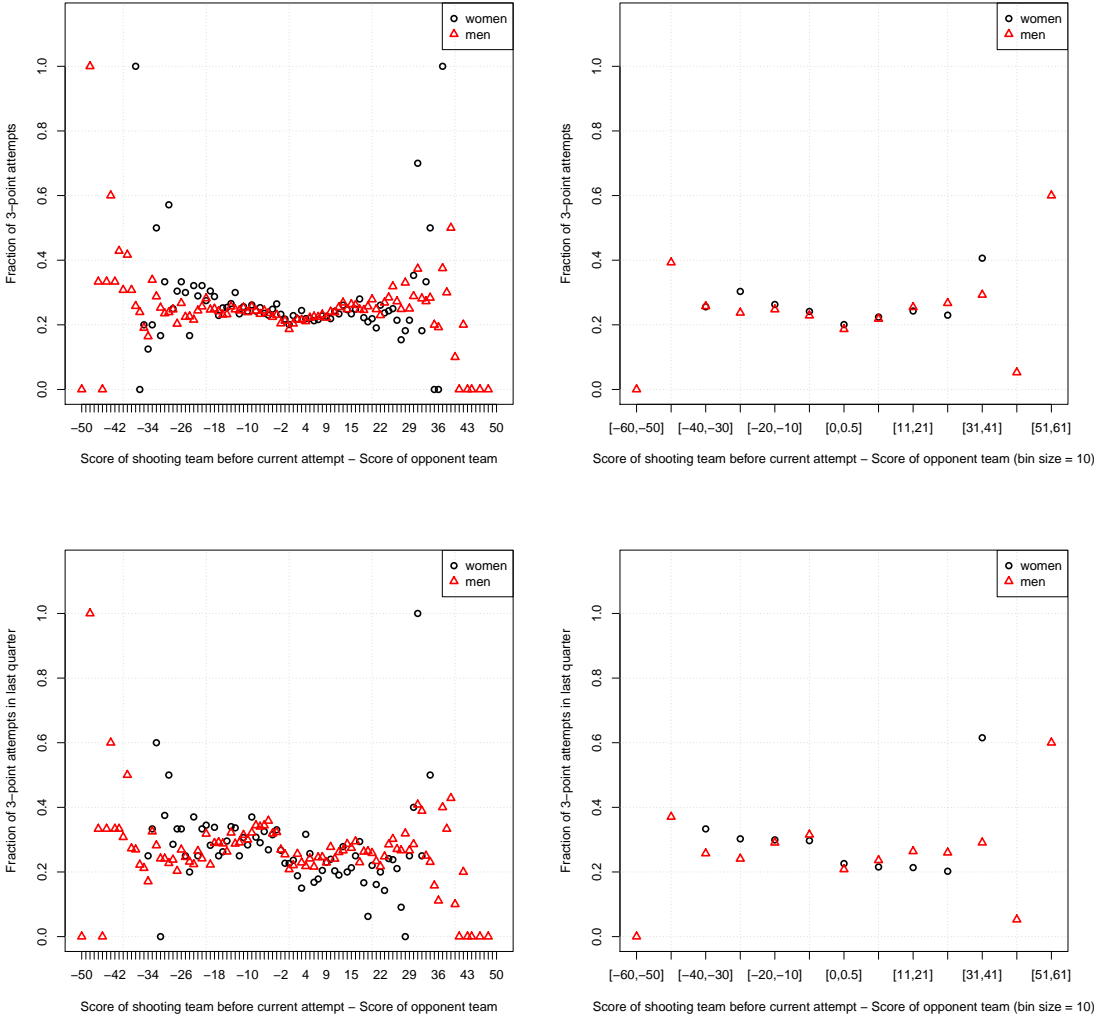 women
men
Fraction of 3−point attempts
1.0
0.8
0.6
0.4
0.2
0.0
−50 −42 −34 −26 −18 −10 −2 4 9 15 22 29 36 43 50
Score of shooting team before current attempt − Score of opponent team
women
men
Fraction of 3−point attempts
1.0
0.8
0.6
0.4
0.2
0.0
[−60,−50] [−40,−30] [−20,−10] [0,0.5] [11,21] [31,41] [51,61]
Score of shooting team before current attempt − Score of opponent team (bin size = 10)
women
men
Fraction of 3−point attempts in last quarter
1.0
0.8
0.6
0.4
0.2
0.0
−50 −42 −34 −26 −18 −10 −2 4 9 15 22 29 36 43 50
Score of shooting team before current attempt − Score of opponent team
women
men
Fraction of 3−point attempts in last quarter
1.0
0.8
0.6
0.4
0.2
0.0
[−60,−50] [−40,−30] [−20,−10] [0,0.5] [11,21] [31,41] [51,61]
Score of shooting team before current attempt − Score of opponent team (bin size = 10)